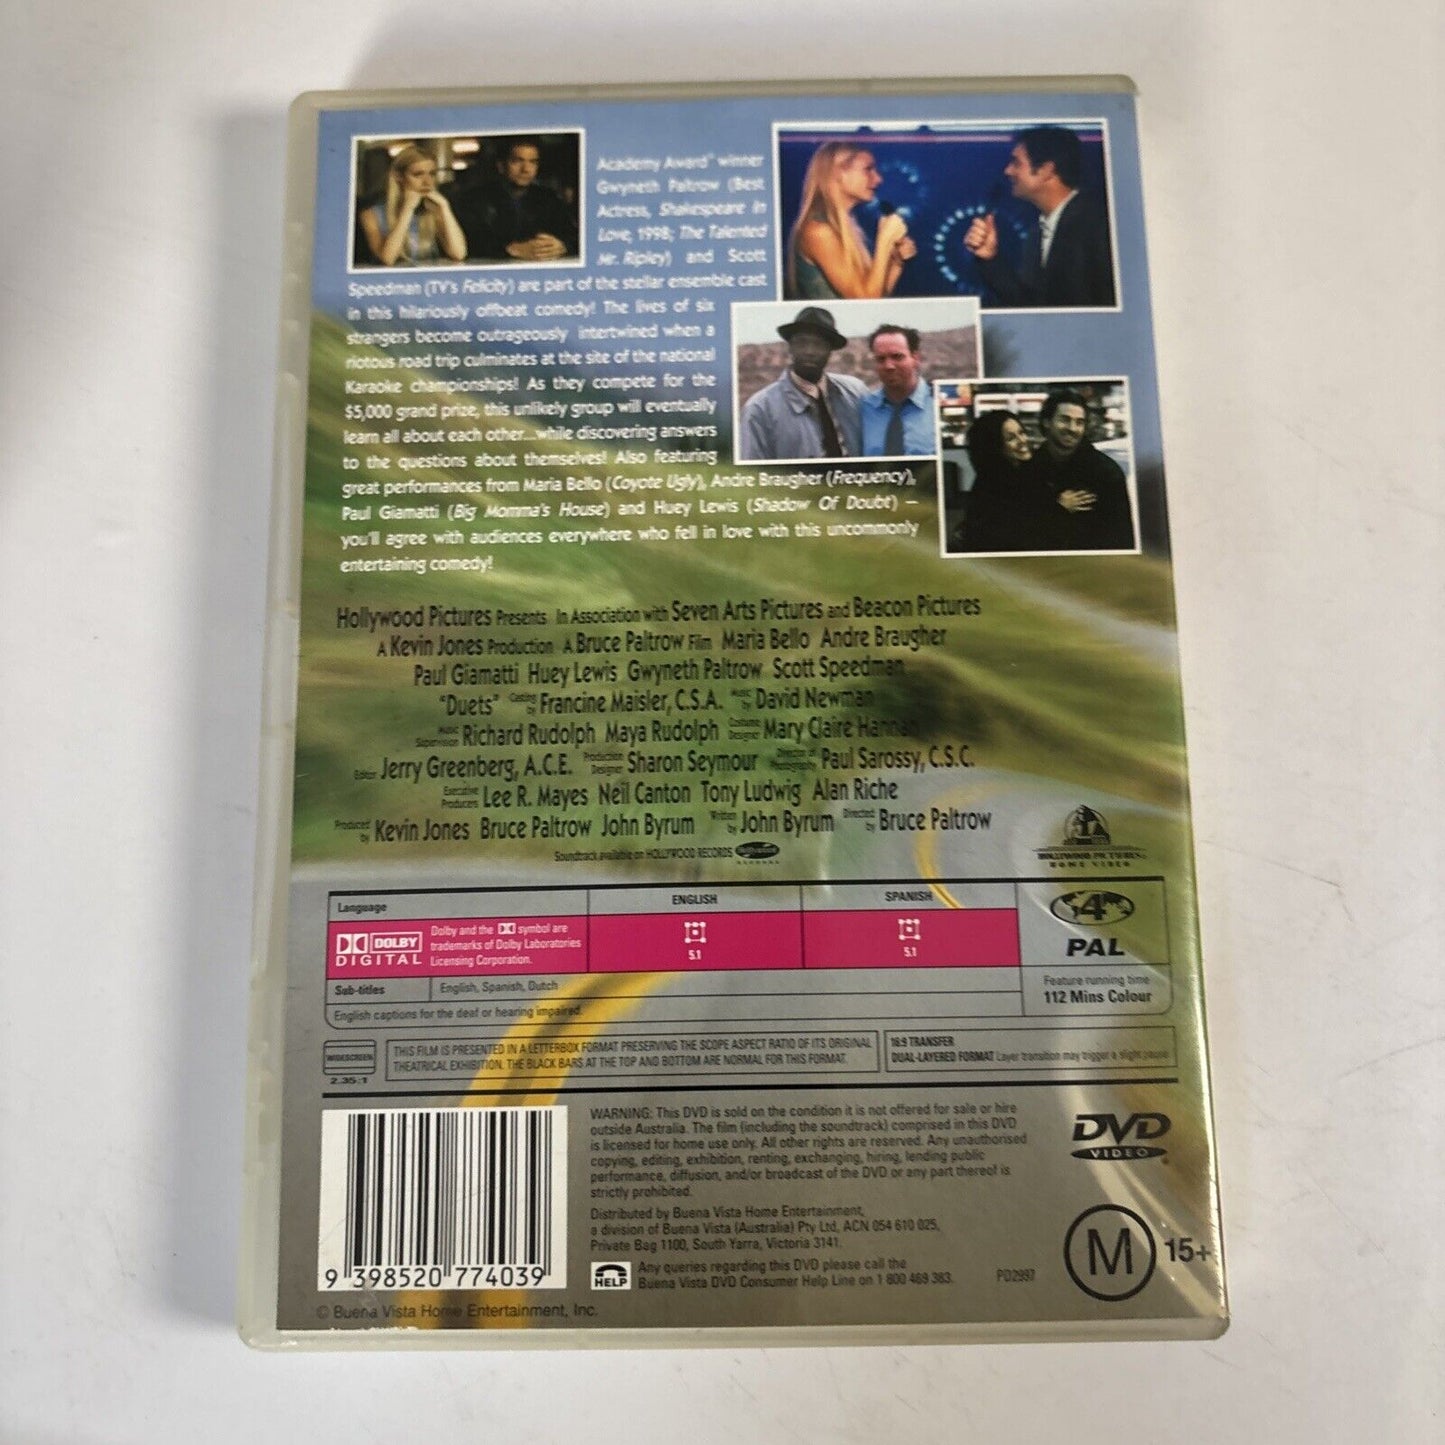 Academy Award™ winner
Gwyneth Paltrow (Best
Actress, Shakespeare In
Love, 1998; The Talented
Mr. Ripley) and Scott
Speedman (TV's Felicity) are part of the stellar ensemble cast
in this hilariously offbeat comedy! The lives of six
strangers become outrageously intertwined when a
riotous road trip culminates at the site of the national
Karaoke championships! As they compete for the
$5,000 grand prize, this unlikely group will eventually
learn all about each other...while discovering answers
to the questions about themselves! Also featuring
great performances from Maria Bello (Coyote Ugly), Andre Braugher (Frequency),
Paul Giamatti (Big Momma's House) and Huey Lewis (Shadow Of Doubt) –
you'll agree with audiences everywhere who fell in love with this uncommonly
entertaining comedy!
Hollywood Pictures Presents In Association with Seven Arts Pictures and Beacon Pictures
A Kevin Jones Production A Bruce Paltrow Film Maria Bello Andre Braugher
Paul Giamatti Huey Lewis Gwyneth Paltrow Scott Speedman
"Duets" Casting by Francine Maisler, C.S.A. Music by David Newman
Music Supervision Richard Rudolph Maya Rudolph Costume Designer Mary Claire Hannan
Editor Jerry Greenberg, A.C.E. Production Designer Sharon Seymour Director of Photography Paul Sarossy, C.S.C.
Executive Producers Lee R. Mayes Neil Canton Tony Ludwig Alan Riche
Produced by Kevin Jones Bruce Paltrow John Byrum Written by John Byrum Directed by Bruce Paltrow
Soundtrack available on HOLLYWOOD RECORDS
HOLLYWOOD PICTURES
HOME VIDEO
Language
ENGLISH
SPANISH
DOLBY
DIGITAL
Dolby and the DD symbol are
trademarks of Dolby Laboratories
Licensing Corporation.
5.1
5.1
4
PAL
Sub-titles
English, Spanish, Dutch
English captions for the deaf or hearing impaired.
Feature running time
112 Mins Colour
WIDESCREEN
2.35:1
THIS FILM IS PRESENTED IN A LETTERBOX FORMAT PRESERVING THE SCOPE ASPECT RATIO OF ITS ORIGINAL
THEATRICAL EXHIBITION. THE BLACK BARS AT THE TOP AND BOTTOM ARE NORMAL FOR THIS FORMAT.
16:9 TRANSFER
DUAL-LAYERED FORMAT Layer transition may trigger a slight pause
WARNING: This DVD is sold on the condition it is not offered for sale or hire
outside Australia. The film (including the soundtrack) comprised in this DVD
is licensed for home use only. All other rights are reserved. Any unauthorised
copying, editing, exhibition, renting, exchanging, hiring, lending public
performance, diffusion, and/or broadcast of the DVD or any part thereof is
strictly prohibited.
Distributed by Buena Vista Home Entertainment,
a division of Buena Vista (Australia) Pty Ltd, ACN 054 610 025,
Private Bag 1100, South Yarra, Victoria 3141.
HELP
Any queries regarding this DVD please call the
Buena Vista DVD Consumer Help Line on 1 800 469 383.
PD2997
DVD
VIDEO
M 15+
9 398520 774039
© Buena Vista Home Entertainment, Inc.